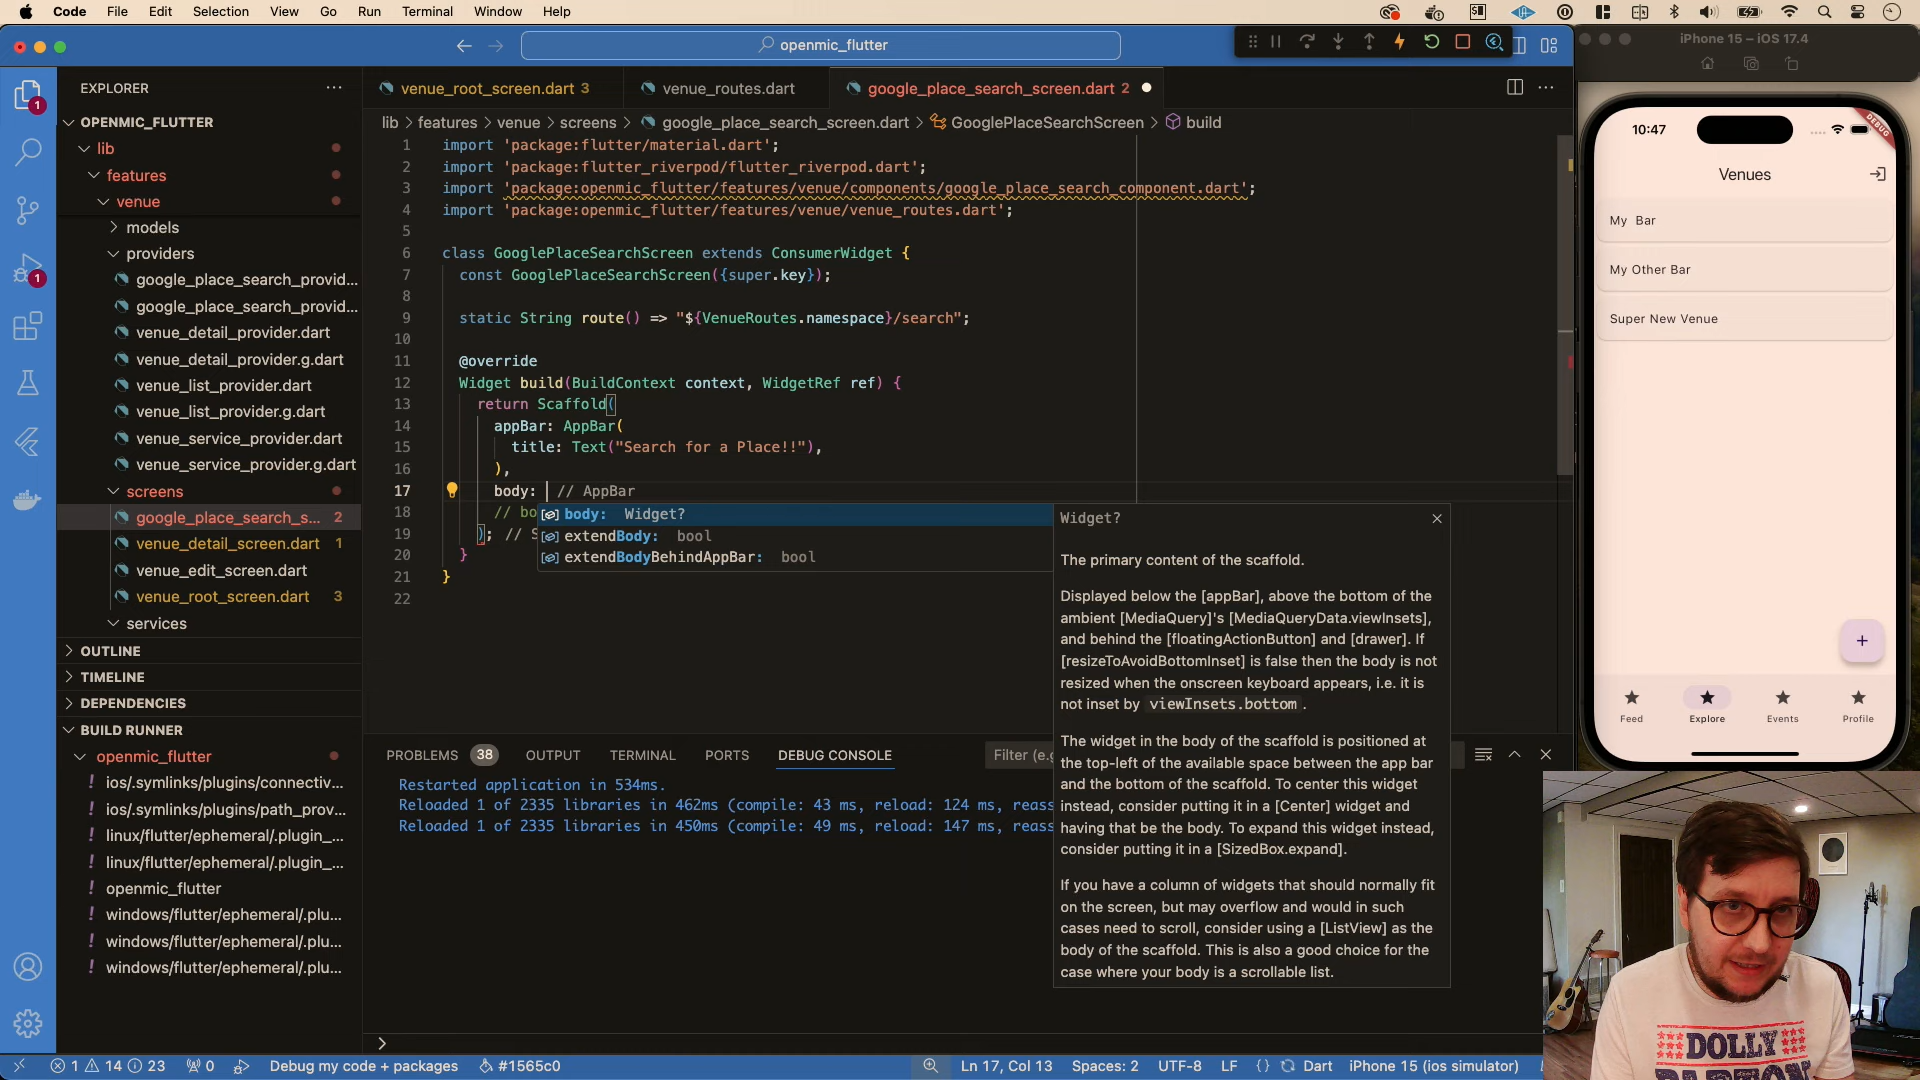 Code File Edit Selection View Go Run Terminal Window Help
openmic_flutter
iPhone 15 – iOS 17.4
EXPLORER
OPENMIC_FLUTTER
lib
features
venue
models
providers
google_place_search_provid...
google_place_search_provid...
venue_detail_provider.dart
venue_detail_provider.g.dart
venue_list_provider.dart
venue_list_provider.g.dart
venue_service_provider.dart
venue_service_provider.g.dart
screens
google_place_search_s... 2
venue_detail_screen.dart 1
venue_edit_screen.dart
venue_root_screen.dart 3
services
OUTLINE
TIMELINE
DEPENDENCIES
BUILD RUNNER
openmic_flutter
! ios/.symlinks/plugins/connectiv...
! ios/.symlinks/plugins/path_prov...
! linux/flutter/ephemeral/.plugin_...
! linux/flutter/ephemeral/.plugin_...
! openmic_flutter
! windows/flutter/ephemeral/.plu...
! windows/flutter/ephemeral/.plu...
! windows/flutter/ephemeral/.plu...
1
1
venue_root_screen.dart 3
venue_routes.dart
google_place_search_screen.dart 2
lib > features > venue > screens > google_place_search_screen.dart > GooglePlaceSearchScreen > build
1 import 'package:flutter/material.dart';
2 import 'package:flutter_riverpod/flutter_riverpod.dart';
3 import 'package:openmic_flutter/features/venue/components/google_place_search_component.dart';
4 import 'package:openmic_flutter/features/venue/venue_routes.dart';
5
6 class GooglePlaceSearchScreen extends ConsumerWidget {
7 const GooglePlaceSearchScreen({super.key});
8
9 static String route() => "${VenueRoutes.namespace}/search";
10
11 @override
12 Widget build(BuildContext context, WidgetRef ref) {
13 return Scaffold(
14 appBar: AppBar(
15 title: Text("Search for a Place!!"),
16 ),
17 body: // AppBar
18 // bo
19 ); // S
20 }
21 }
22
body: Widget?
extendBody: bool
extendBodyBehindAppBar: bool
Widget?
The primary content of the scaffold.
Displayed below the [appBar], above the bottom of the
ambient [MediaQuery]'s [MediaQueryData.viewInsets],
and behind the [floatingActionButton] and [drawer]. If
[resizeToAvoidBottomInset] is false then the body is not
resized when the onscreen keyboard appears, i.e. it is
not inset by viewInsets.bottom .
The widget in the body of the scaffold is positioned at
the top-left of the available space between the app bar
and the bottom of the scaffold. To center this widget
instead, consider putting it in a [Center] widget and
having that be the body. To expand this widget instead,
consider putting it in a [SizedBox.expand].
If you have a column of widgets that should normally fit
on the screen, but may overflow and would in such
cases need to scroll, consider using a [ListView] as the
body of the scaffold. This is also a good choice for the
case where your body is a scrollable list.
PROBLEMS 38 OUTPUT TERMINAL PORTS DEBUG CONSOLE
Filter (e.g
Restarted application in 534ms.
Reloaded 1 of 2335 libraries in 462ms (compile: 43 ms, reload: 124 ms, reass
Reloaded 1 of 2335 libraries in 450ms (compile: 49 ms, reload: 147 ms, reass
10:47
DEBUG
Venues
My Bar
My Other Bar
Super New Venue
+
Feed Explore Events Profile
DOLLY
PARTON
1 14 23 0 Debug my code + packages #1565c0
Ln 17, Col 13 Spaces: 2 UTF-8 LF {} Dart iPhone 15 (ios simulator)